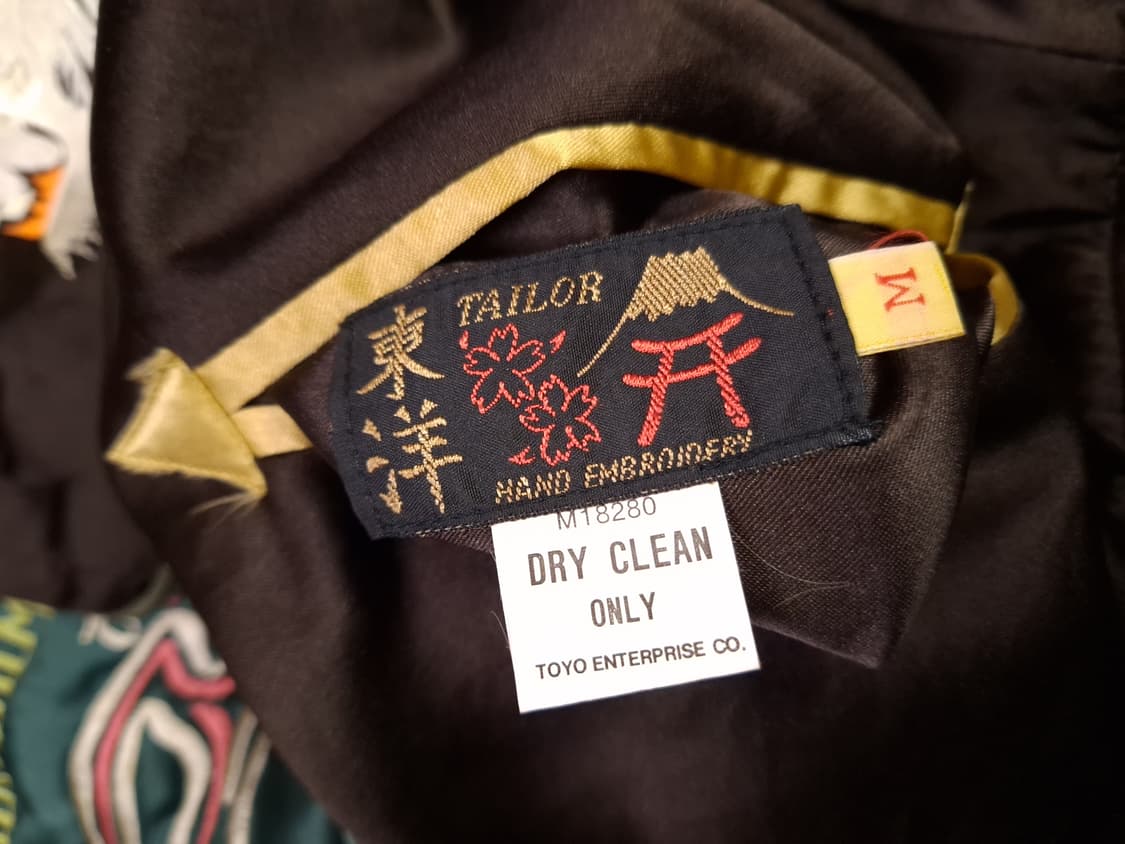 東洋
TAILOR
HAND EMBROIDERY
M
M18280
DRY CLEAN
ONLY
TOYO ENTERPRISE CO.